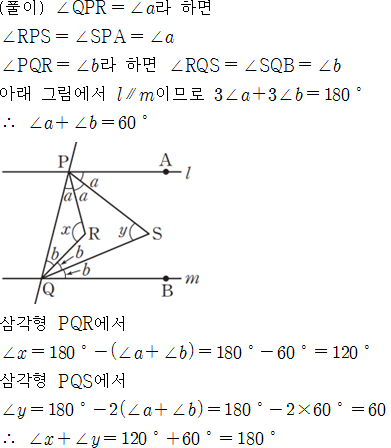 (풀이) ∠QPR=∠a라 하면
∠RPS=∠SPA=∠a
∠PQR=∠b라 하면 ∠RQS=∠SQB=∠b
아래 그림에서 l∥m이므로 3∠a+3∠b=180°
∴ ∠a+∠b=60°
P A l
a
a a
x R y S
b b
b
Q B m
삼각형 PQR에서
∠x=180°-(∠a+∠b)=180°-60°=120°
삼각형 PQS에서
∠y=180°-2(∠a+∠b)=180°-2×60°=60
∴ ∠x+∠y=120°+60°=180°